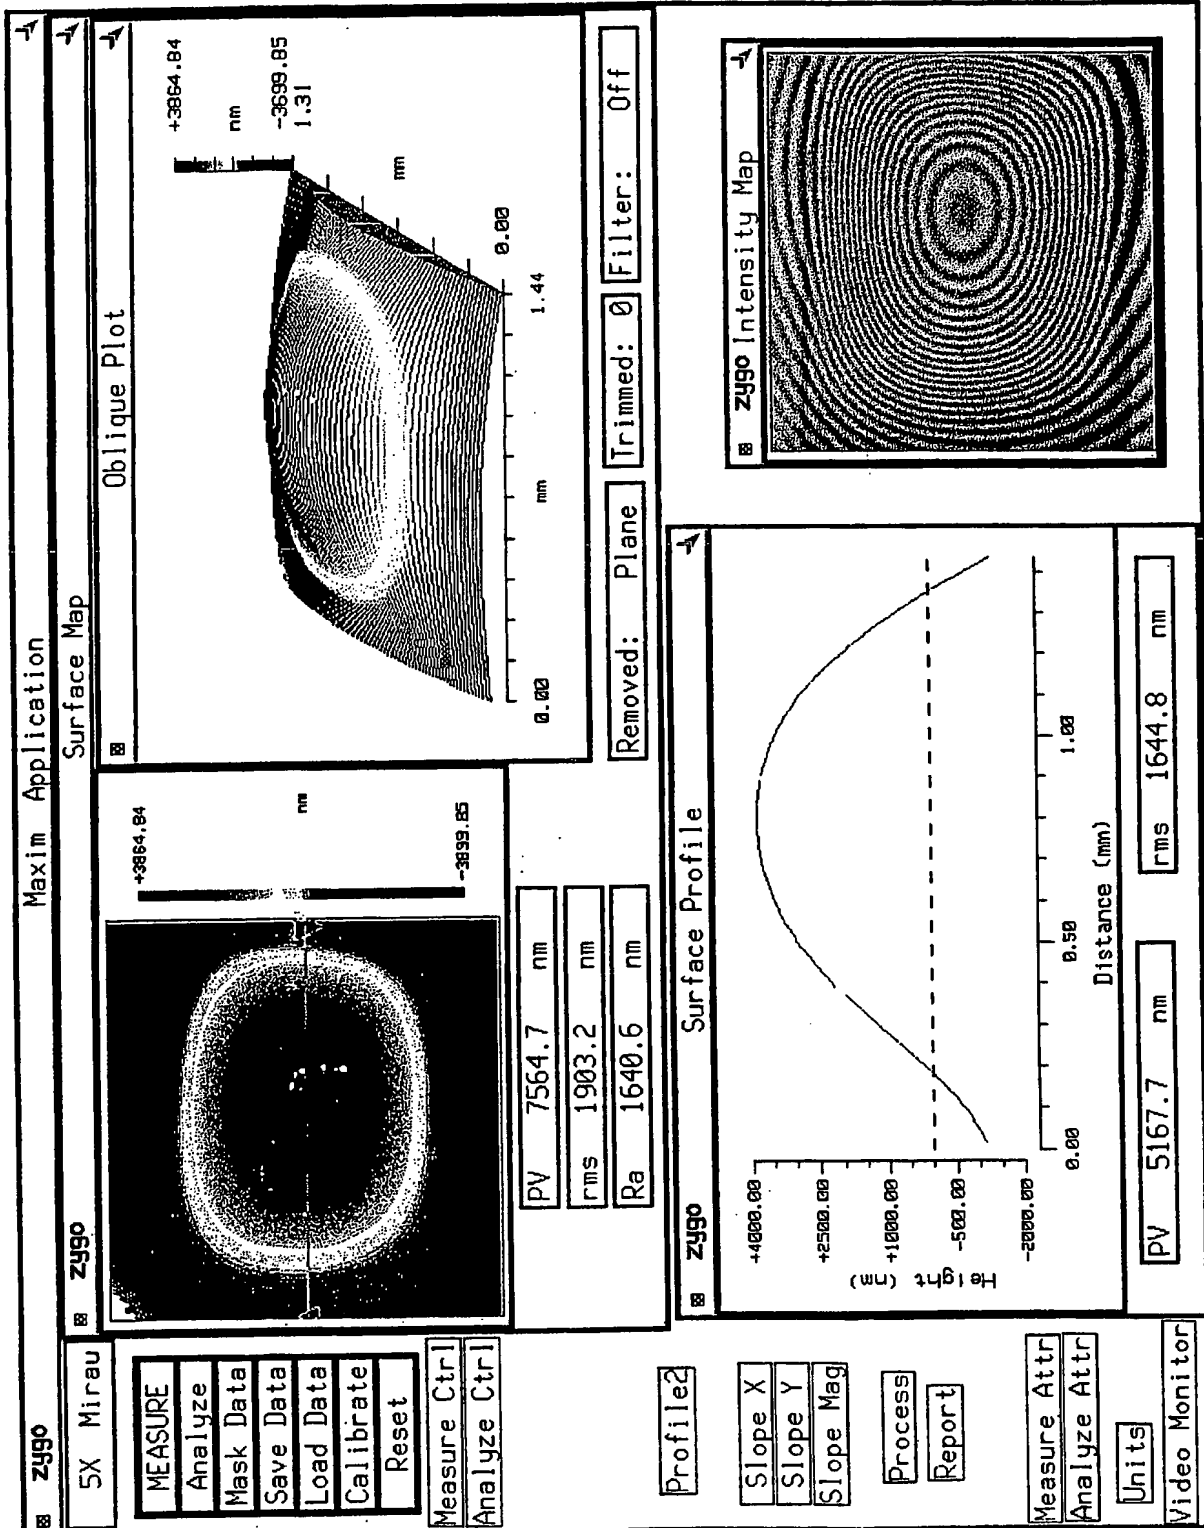 zygo Maxim Application
5X Mirau
MEASURE
Analyze
Mask Data
Save Data
Load Data
Calibrate
Reset
Measure Ctrl
Analyze Ctrl
zygo Surface Map
+3864.84
nm
-3699.85
PV 7564.7 nm
rms 1903.2 nm
Ra 1640.6 nm
Oblique Plot
+3864.84
nm
-3699.85
1.31
mm
0.00
0.00
mm
1.44
Removed: Plane
Trimmed: 0
Filter: Off
Profile2
Slope X
Slope Y
Slope Mag
Process
Report
Measure Attr
Analyze Attr
Units
Video Monitor
zygo Surface Profile
Height (nm)
+4000.00
+2500.00
+1000.00
-500.00
-2000.00
0.00
0.50
1.00
Distance (mm)
PV 5167.7 nm
rms 1644.8 nm
zygo Intensity Map